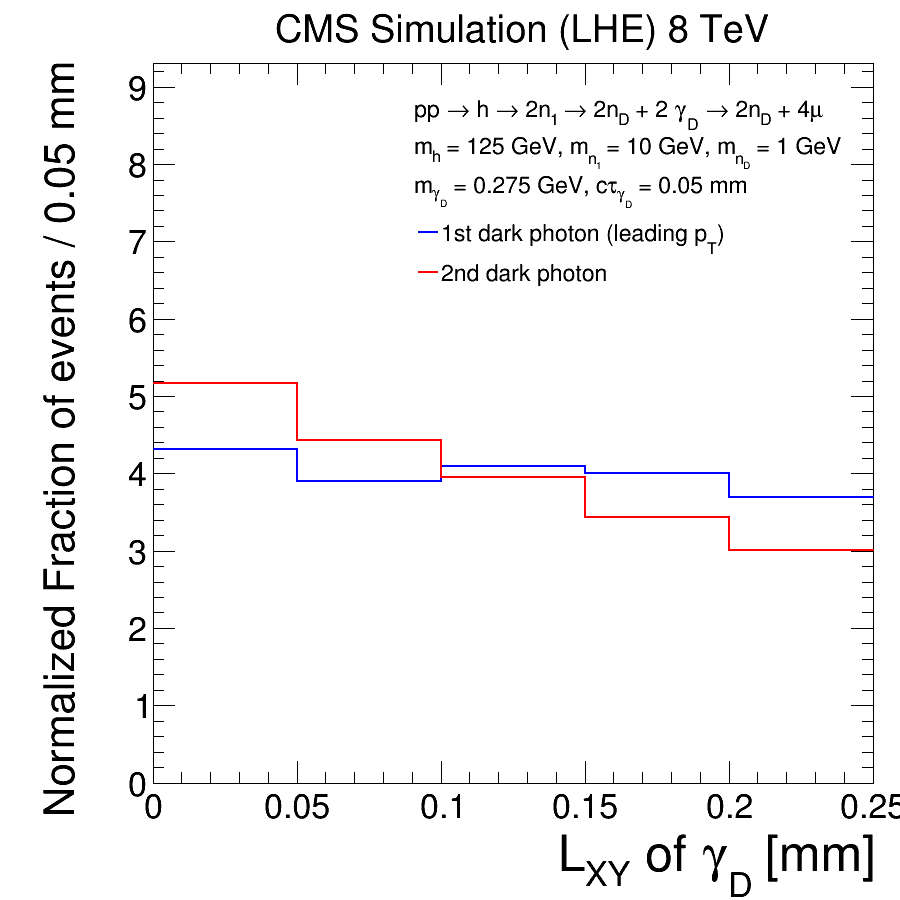 CMS Simulation (LHE) 8 TeV
Normalized Fraction of events / 0.05 mm
9
8
7
6
5
4
3
2
1
0
pp → h → 2n1 → 2nD + 2 γD → 2nD + 4μ
mh = 125 GeV, mn1 = 10 GeV, mnD = 1 GeV
mγD = 0.275 GeV, cτγD = 0.05 mm
1st dark photon (leading pT)
2nd dark photon
0 0.05 0.1 0.15 0.2 0.25
LXY of γD [mm]